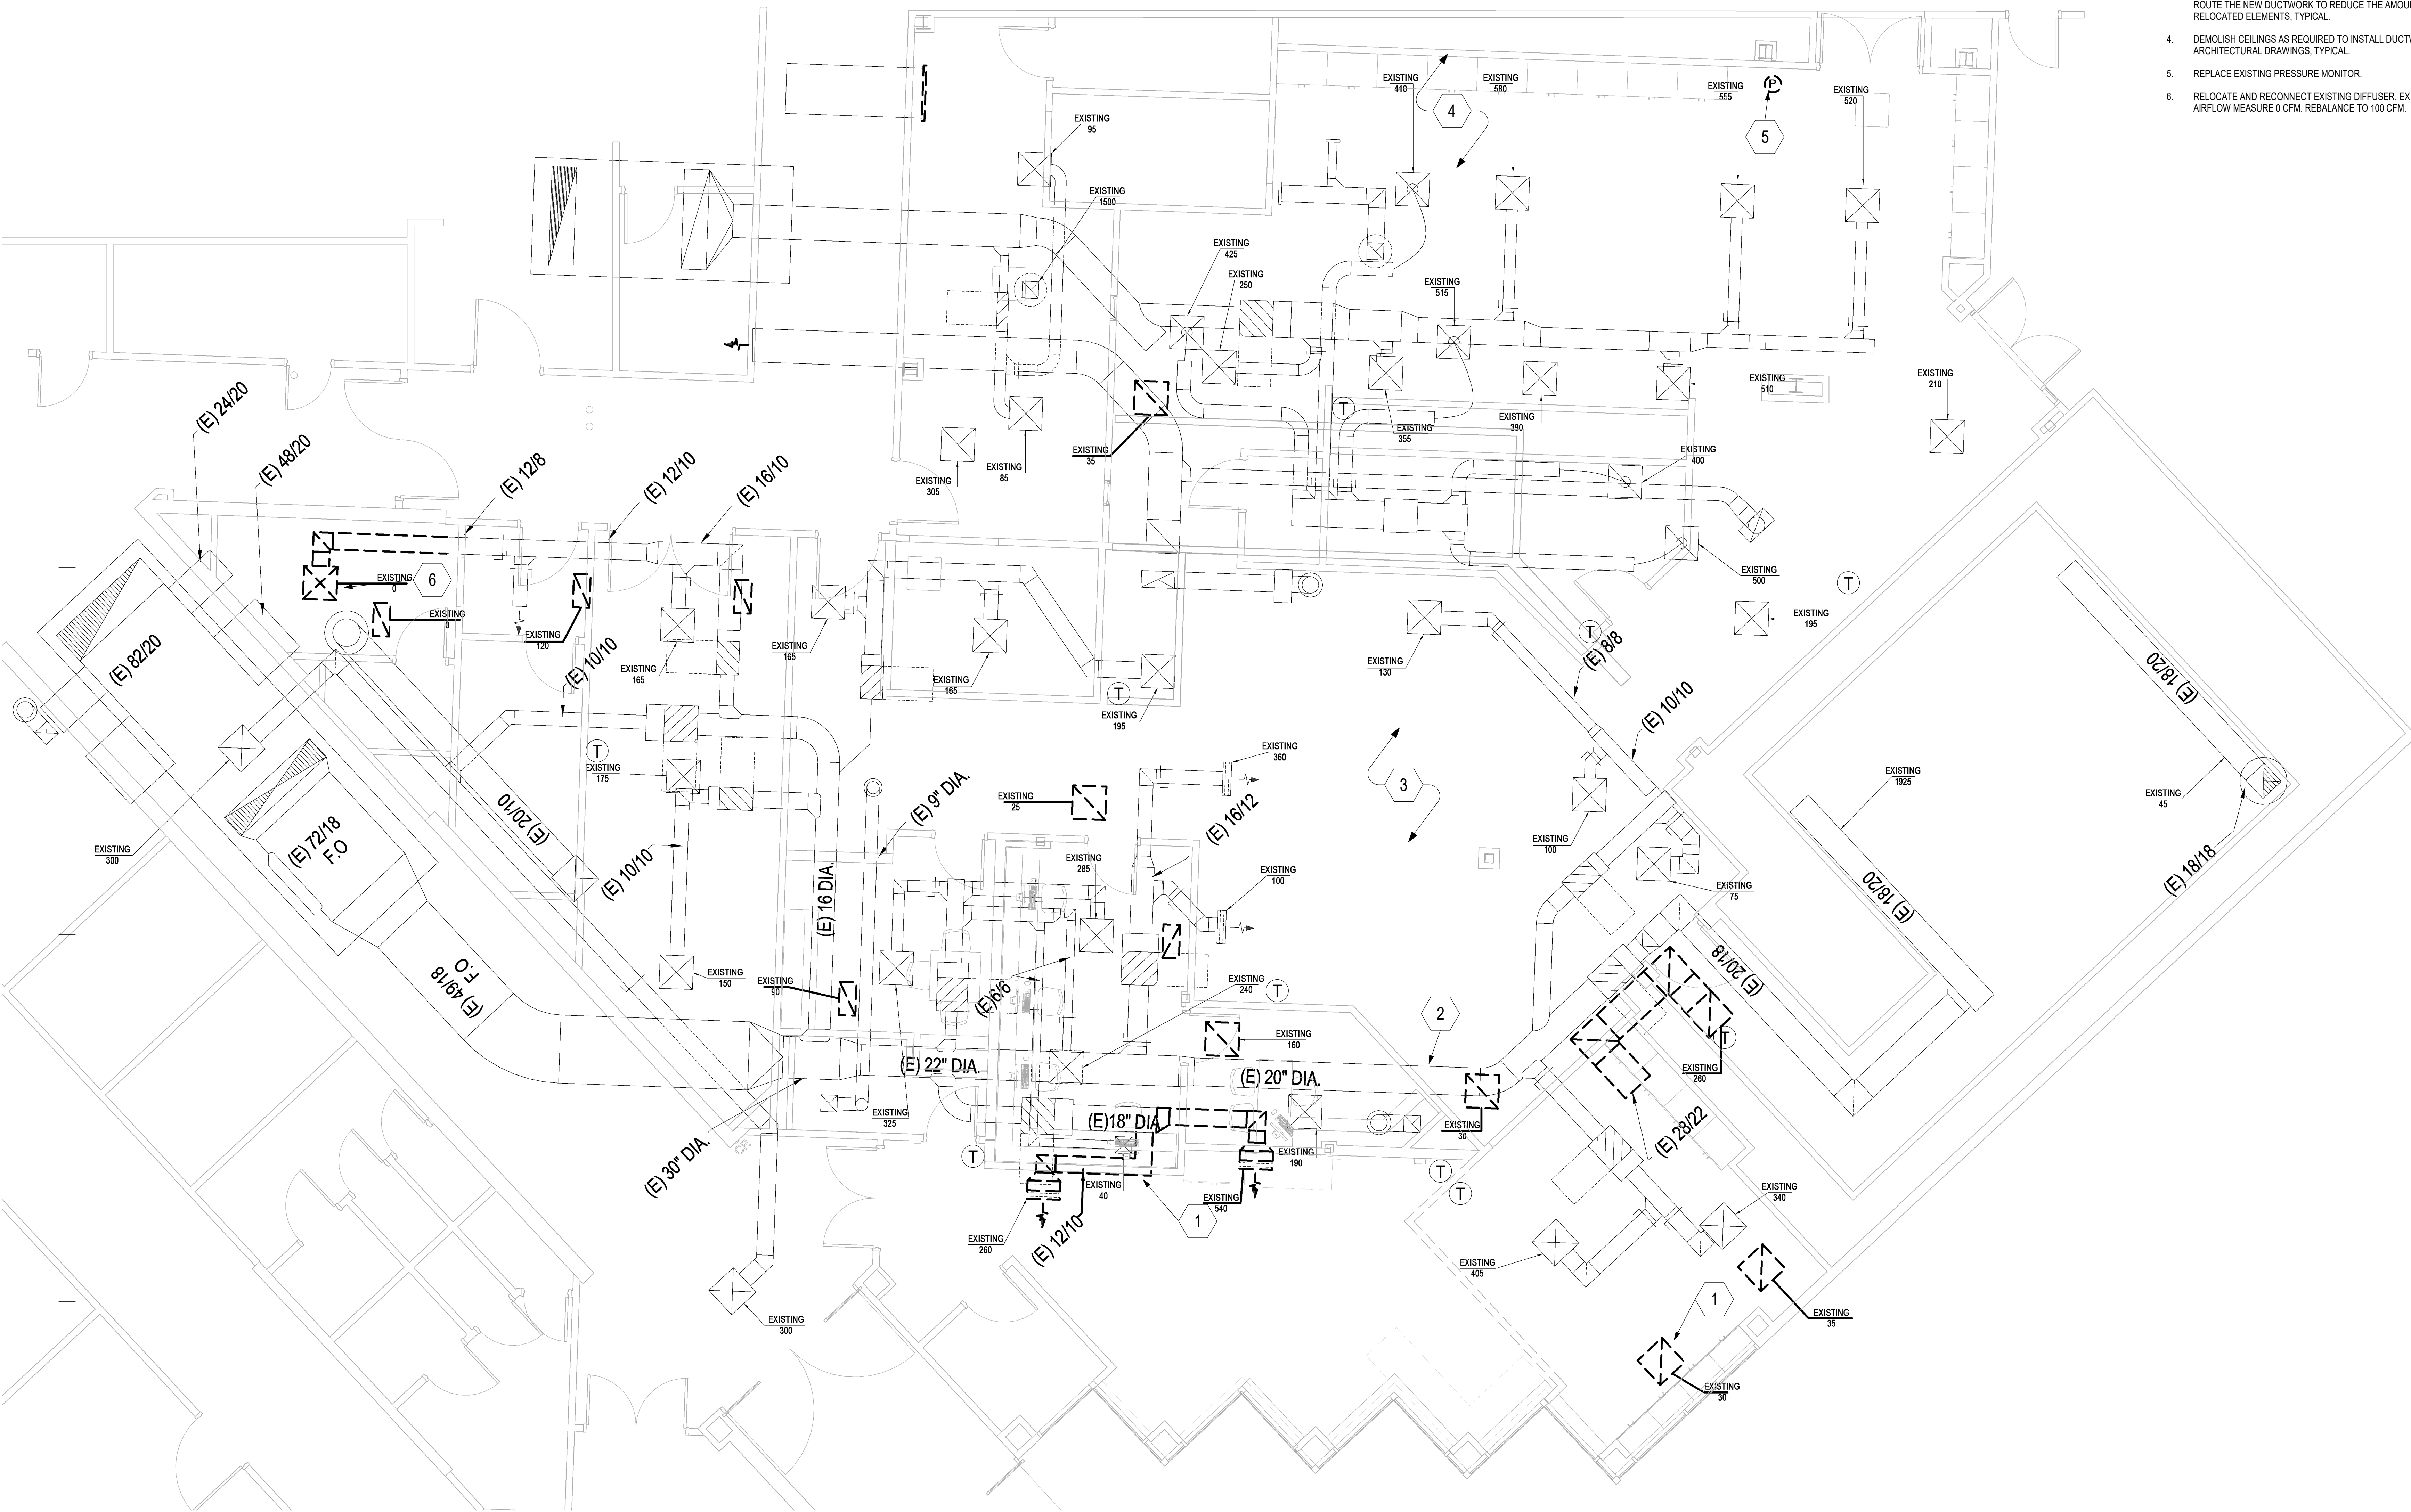 ROUTE THE NEW DUCTWORK TO REDUCE THE
RELOCATED ELEMENTS, TYPICAL.
4. DEMOLISH CEILINGS AS REQUIRED TO INSTALL
ARCHITECTURAL DRAWINGS, TYPICAL.
5. REPLACE EXISTING PRESSURE MONITOR.
6. RELOCATE AND RECONNECT EXISTING DIFFUSER.
AIRFLOW MEASURE 0 CFM. REBALANCE TO 100 CFM.
EXISTING
410
EXISTING
580
EXISTING
555
P
EXISTING
520
4
5
EXISTING
95
EXISTING
1500
EXISTING
425
EXISTING
250
EXISTING
515
EXISTING
510
EXISTING
210
EXISTING
390
T
EXISTING
355
EXISTING
35
EXISTING
400
EXISTING
85
EXISTING
305
(E) 24/20
(E) 48/20
(E) 12/8
(E) 12/10
(E) 16/10
EXISTING
0
6
EXISTING
0
EXISTING
120
EXISTING
165
EXISTING
165
EXISTING
165
EXISTING
195
T
EXISTING
500
T
EXISTING
195
T
(E) 8/8
EXISTING
130
(E) 82/20
(E) 10/10
(E) 10/10
(E) 18/20
T
EXISTING
175
EXISTING
360
EXISTING
25
3
EXISTING
1925
EXISTING
45
(E) 20/10
(E) 9" DIA.
(E) 16/12
EXISTING
300
(E) 72/18
F.O
(E) 10/10
EXISTING
100
EXISTING
285
EXISTING
100
EXISTING
75
(E) 18/20
(E) 18/18
(E) 16 DIA.
(E) 49/18
F.O
EXISTING
150
EXISTING
90
(E)6/6
EXISTING
240
T
(E) 20/18
2
EXISTING
160
T
(E) 22" DIA.
(E) 20" DIA.
EXISTING
260
EXISTING
325
(E)18" DIA
EXISTING
30
(E) 28/22
CR
(E) 30" DIA.
T
EXISTING
190
T
T
EXISTING
40
EXISTING
540
EXISTING
340
1
EXISTING
260
(E) 12/10
EXISTING
405
EXISTING
300
1
EXISTING
35
EXISTING
30